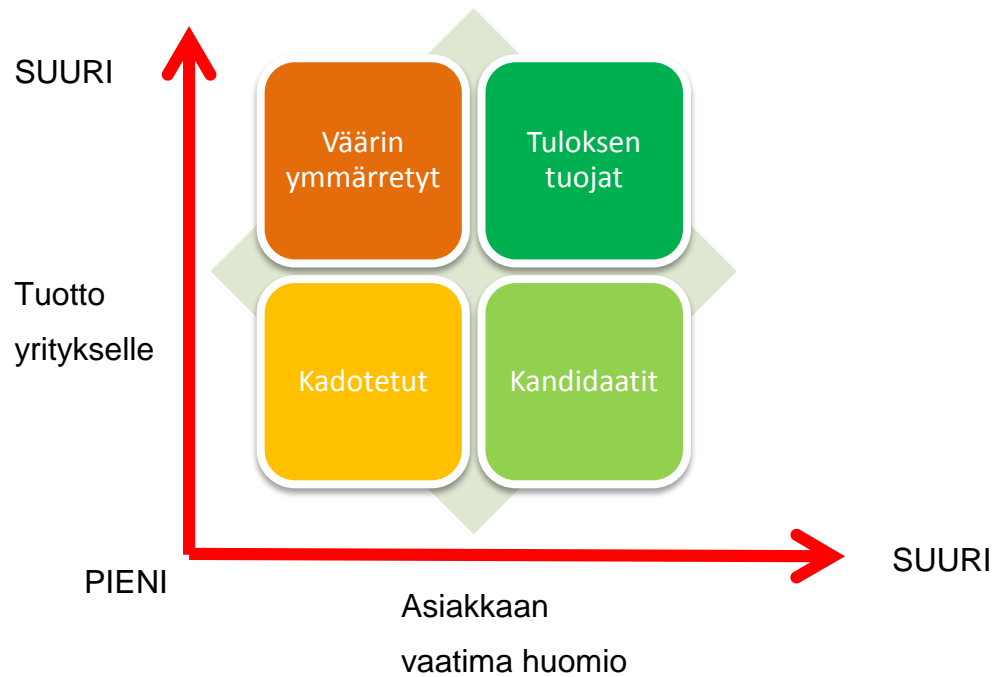 SUURI
Väärin
ymmärretyt
Tuloksen
tuojat
Tuotto
yritykselle
Kadotetut
Kandidaatit
PIENI
SUURI
Asiakkaan
vaatima huomio